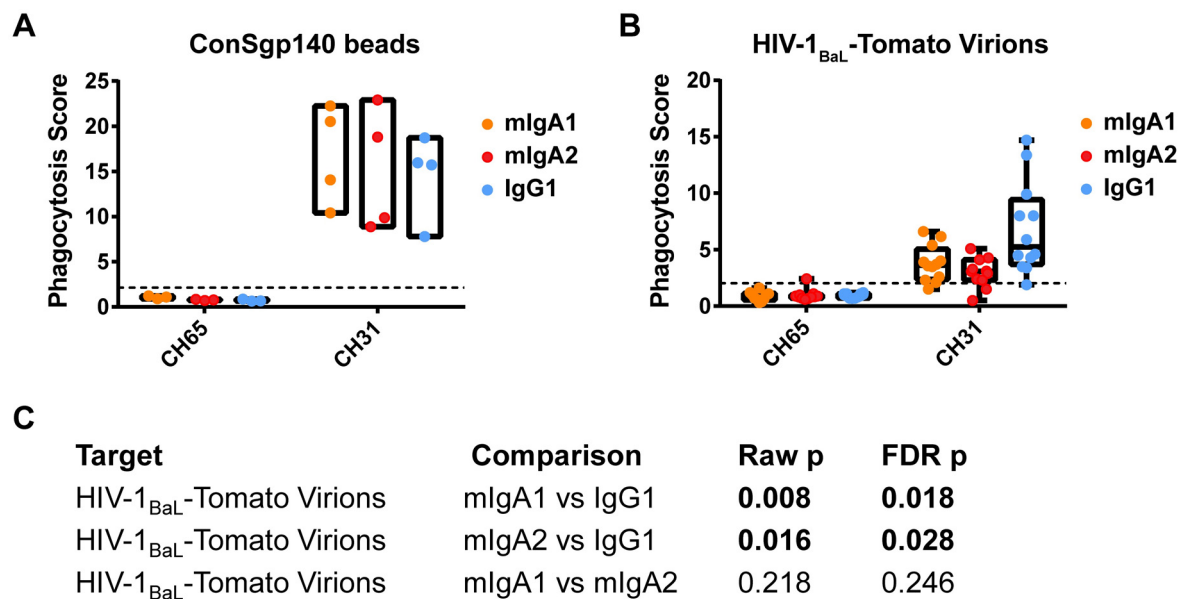 A
ConSgp140 beads
Phagocytosis Score
25
20
15
10
5
0
CH65
CH31
mIgA1
mIgA2
IgG1
B
HIV-1BaL-Tomato Virions
Phagocytosis Score
20
15
10
5
0
CH65
CH31
mIgA1
mIgA2
IgG1
C
Target Comparison Raw p FDR p
HIV-1BaL-Tomato Virions mIgA1 vs IgG1 0.008 0.018
HIV-1BaL-Tomato Virions mIgA2 vs IgG1 0.016 0.028
HIV-1BaL-Tomato Virions mIgA1 vs mIgA2 0.218 0.246